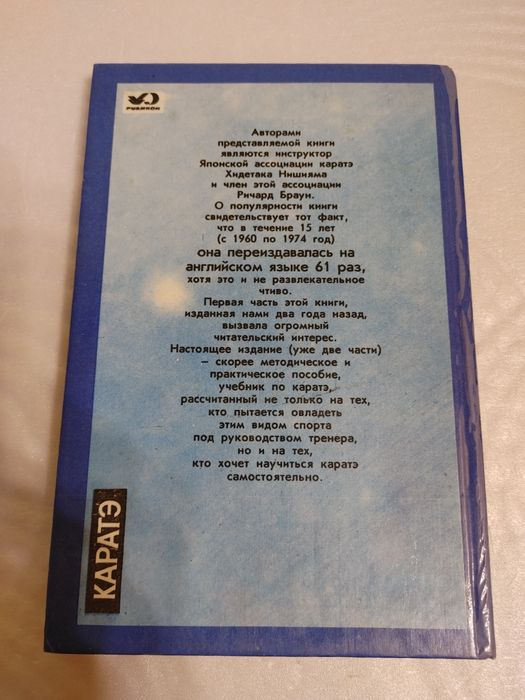 РУБИКОН
Авторами
представляемой книги
являются инструктор
Японской ассоциации каратэ
Хидетака Нишияма
и член этой ассоциации
Ричард Браун.
О популярности книги
свидетельствует тот факт,
что в течение 15 лет
(с 1960 по 1974 год)
она переиздавалась на
английском языке 61 раз,
хотя это и не развлекательное
чтиво.
Первая часть этой книги,
изданная нами два года назад,
вызвала огромный
читательский интерес.
Настоящее издание (уже две части)
– скорее методическое и
практическое пособие,
учебник по каратэ,
рассчитанный не только на тех,
кто пытается овладеть
этим видом спорта
под руководством тренера,
но и на тех,
кто хочет научиться каратэ
самостоятельно.
КАРАТЭ